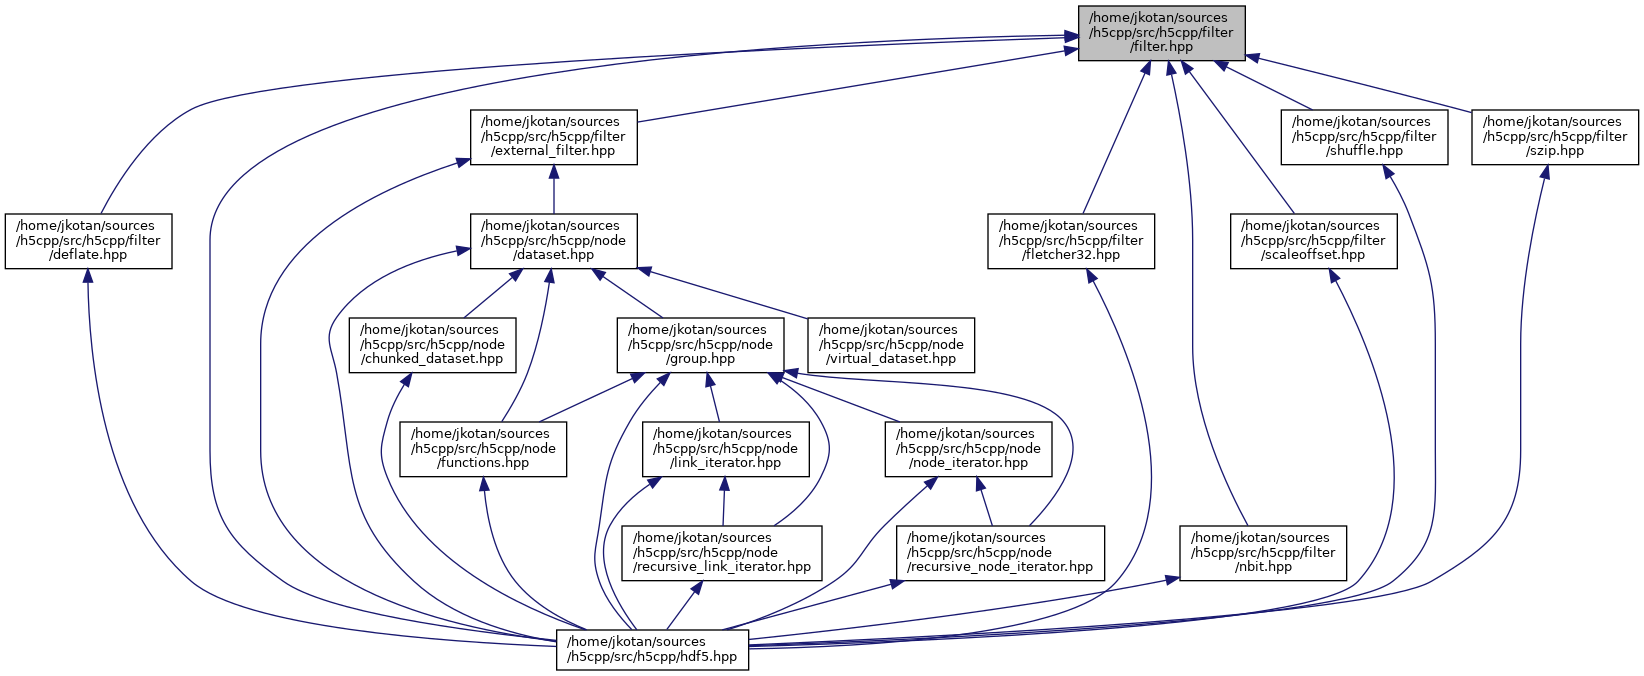 /home/jkotan/sources
/h5cpp/src/h5cpp/filter
/filter.hpp
/home/jkotan/sources
/h5cpp/src/h5cpp/filter
/external_filter.hpp
/home/jkotan/sources
/h5cpp/src/h5cpp/filter
/shuffle.hpp
/home/jkotan/sources
/h5cpp/src/h5cpp/filter
/szip.hpp
/home/jkotan/sources
/h5cpp/src/h5cpp/filter
/deflate.hpp
/home/jkotan/sources
/h5cpp/src/h5cpp/node
/dataset.hpp
/home/jkotan/sources
/h5cpp/src/h5cpp/filter
/fletcher32.hpp
/home/jkotan/sources
/h5cpp/src/h5cpp/filter
/scaleoffset.hpp
/home/jkotan/sources
/h5cpp/src/h5cpp/node
/chunked_dataset.hpp
/home/jkotan/sources
/h5cpp/src/h5cpp/node
/group.hpp
/home/jkotan/sources
/h5cpp/src/h5cpp/node
/virtual_dataset.hpp
/home/jkotan/sources
/h5cpp/src/h5cpp/node
/functions.hpp
/home/jkotan/sources
/h5cpp/src/h5cpp/node
/link_iterator.hpp
/home/jkotan/sources
/h5cpp/src/h5cpp/node
/node_iterator.hpp
/home/jkotan/sources
/h5cpp/src/h5cpp/node
/recursive_link_iterator.hpp
/home/jkotan/sources
/h5cpp/src/h5cpp/node
/recursive_node_iterator.hpp
/home/jkotan/sources
/h5cpp/src/h5cpp/filter
/nbit.hpp
/home/jkotan/sources
/h5cpp/src/h5cpp/hdf5.hpp